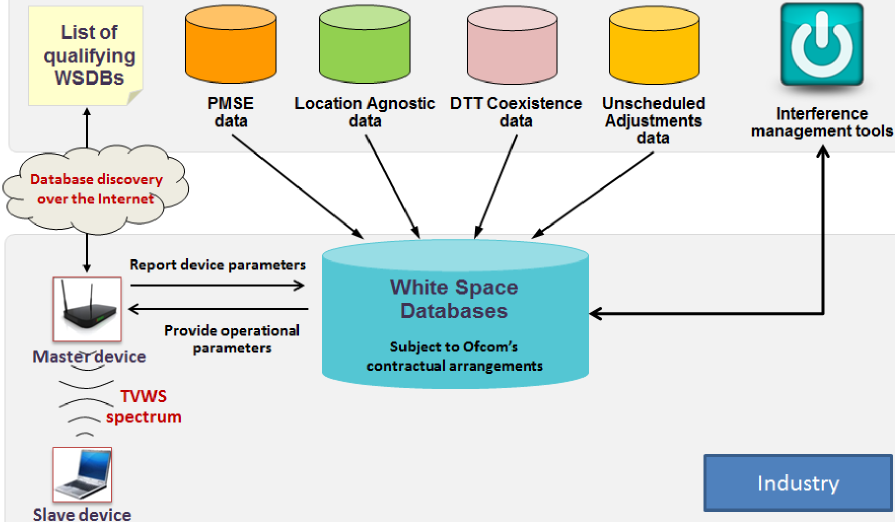 List of
qualifying
WSDBs
PMSE
data
Location Agnostic
data
DTT Coexistence
data
Unscheduled
Adjustments
data
Interference
management tools
Database discovery
over the Internet
Report device parameters
Provide operational
parameters
White Space
Databases
Subject to Ofcom's
contractual arrangements
Master device
TVWS
spectrum
Slave device
Industry